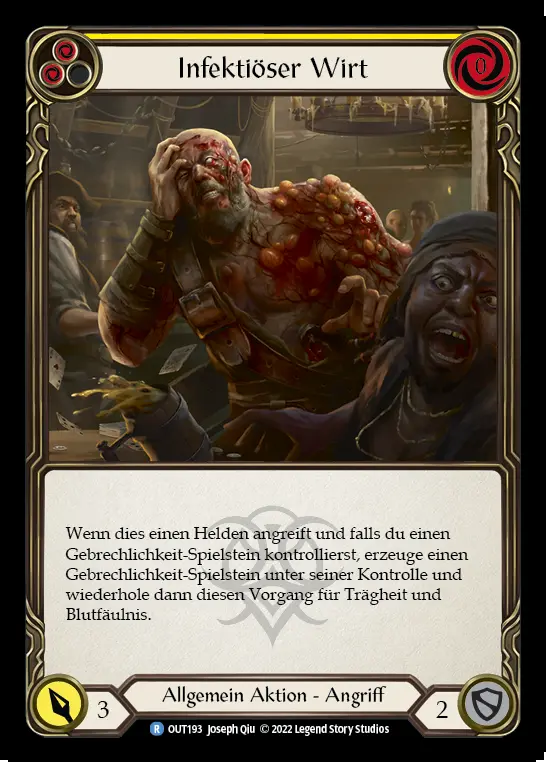 Infektiöser Wirt
0
Wenn dies einen Helden angreift und falls du einen
Gebrechlichkeit-Spielstein kontrollierst, erzeuge einen
Gebrechlichkeit-Spielstein unter seiner Kontrolle und
wiederhole dann diesen Vorgang für Trägheit und
Blutfäulnis.
3
Allgemein Aktion - Angriff
2
R OUT193 Joseph Qiu © 2022 Legend Story Studios